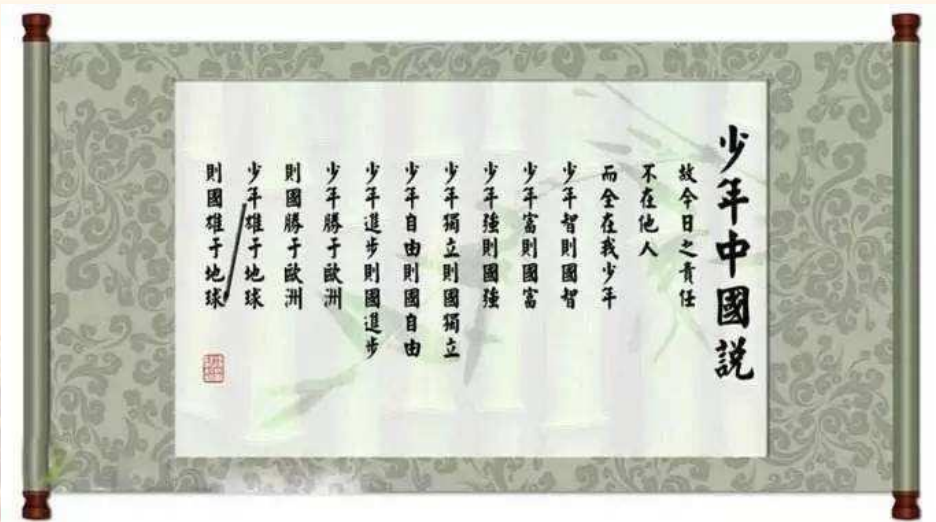 少年中國説
故今日之責任
不在他人
而全在我少年
少年智則國智
少年富則國富
少年強則國強
少年獨立則國獨立
少年自由則國自由
少年進步則國進步
少年勝于歐洲
則國勝于歐洲
少年雄于地球
則國雄于地球